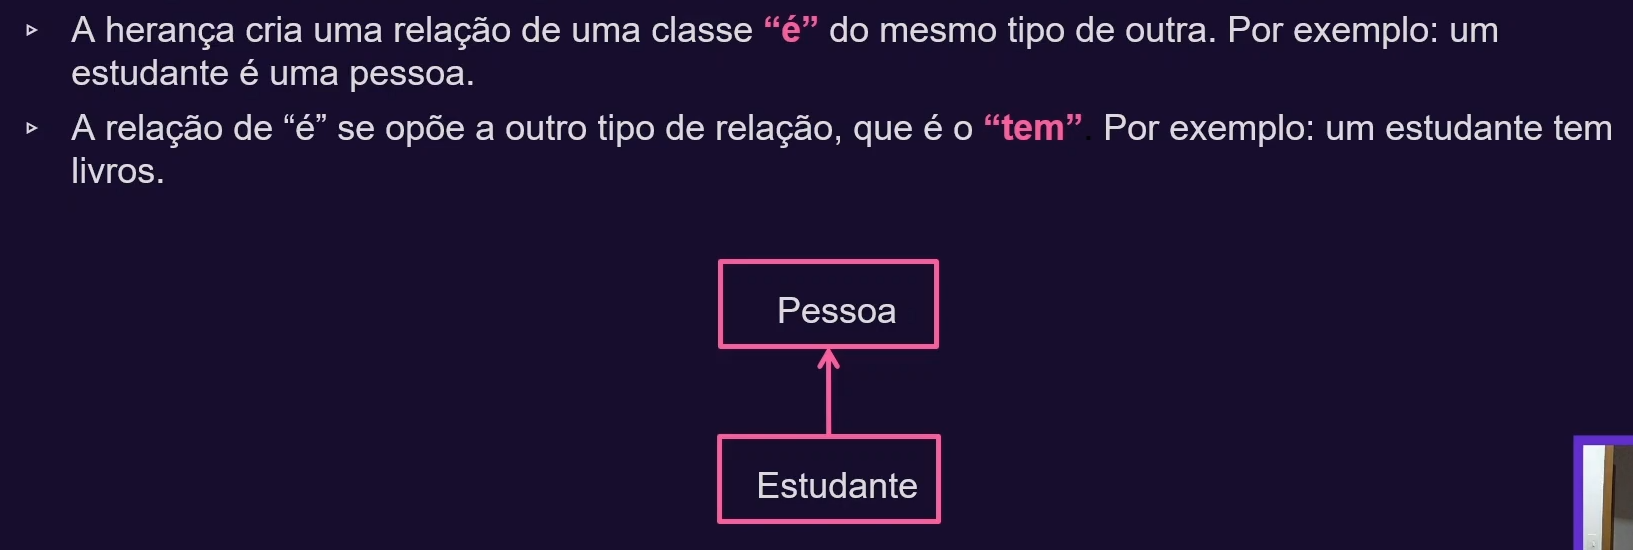 A herança cria uma relação de uma classe “é” do mesmo tipo de outra. Por exemplo: um
estudante é uma pessoa.
A relação de “é” se opõe a outro tipo de relação, que é o “tem”. Por exemplo: um estudante tem
livros.
Pessoa
Estudante